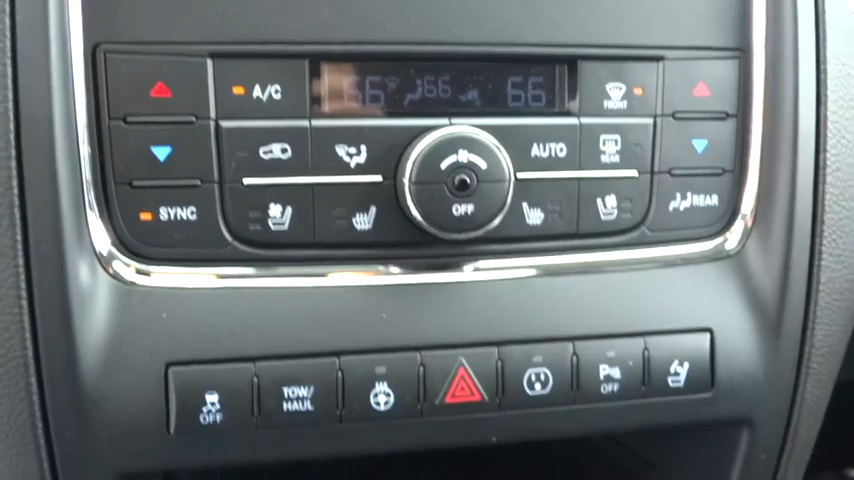 A/C
66 66 66
FRONT
AUTO
REAR
SYNC
OFF
REAR
OFF
TOW/
HAUL
P
OFF